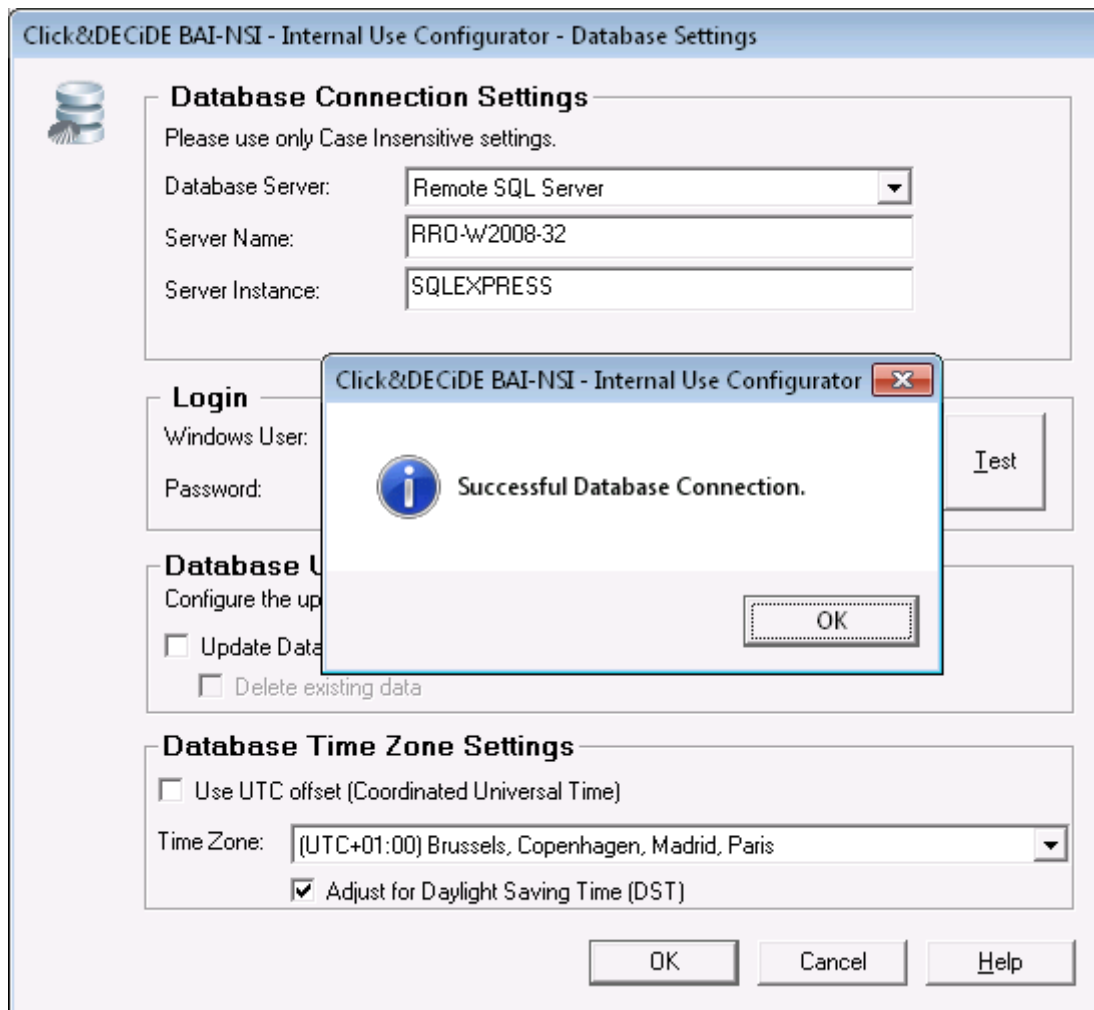 Click&DECiDE BAI-NSI - Internal Use Configurator - Database Settings
Database Connection Settings
Please use only Case Insensitive settings.
Database Server: Remote SQL Server
Server Name: RRO-W2008-32
Server Instance: SQLEXPRESS
Click&DECiDE BAI-NSI - Internal Use Configurator
Successful Database Connection.
OK
Login
Windows User:
Password:
Test
Database U
Configure the up
Update Data
Delete existing data
Database Time Zone Settings
Use UTC offset (Coordinated Universal Time)
Time Zone: (UTC+01:00) Brussels, Copenhagen, Madrid, Paris
Adjust for Daylight Saving Time (DST)
OK Cancel Help